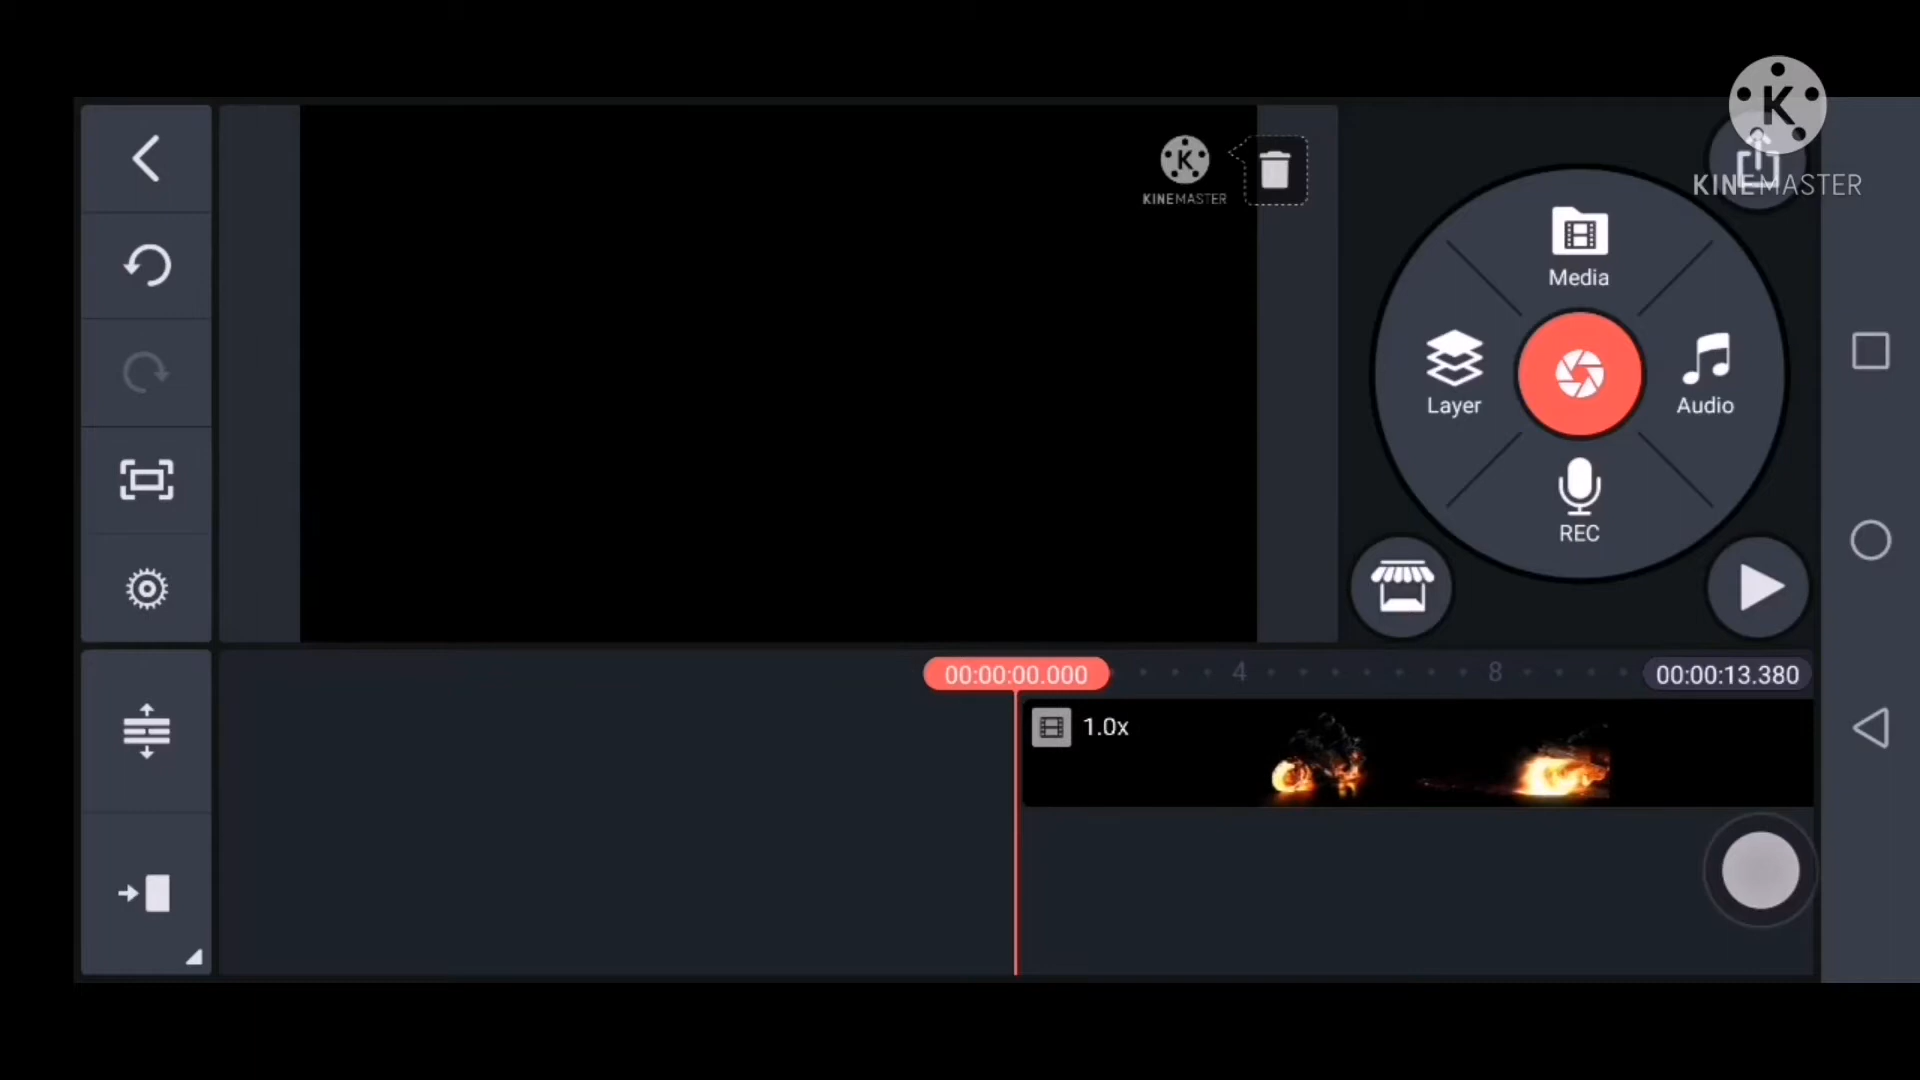 KINEMASTER
KINEMASTER
Media
Layer
Audio
REC
00:00:00.000
4
8
00:00:13.380
1.0x